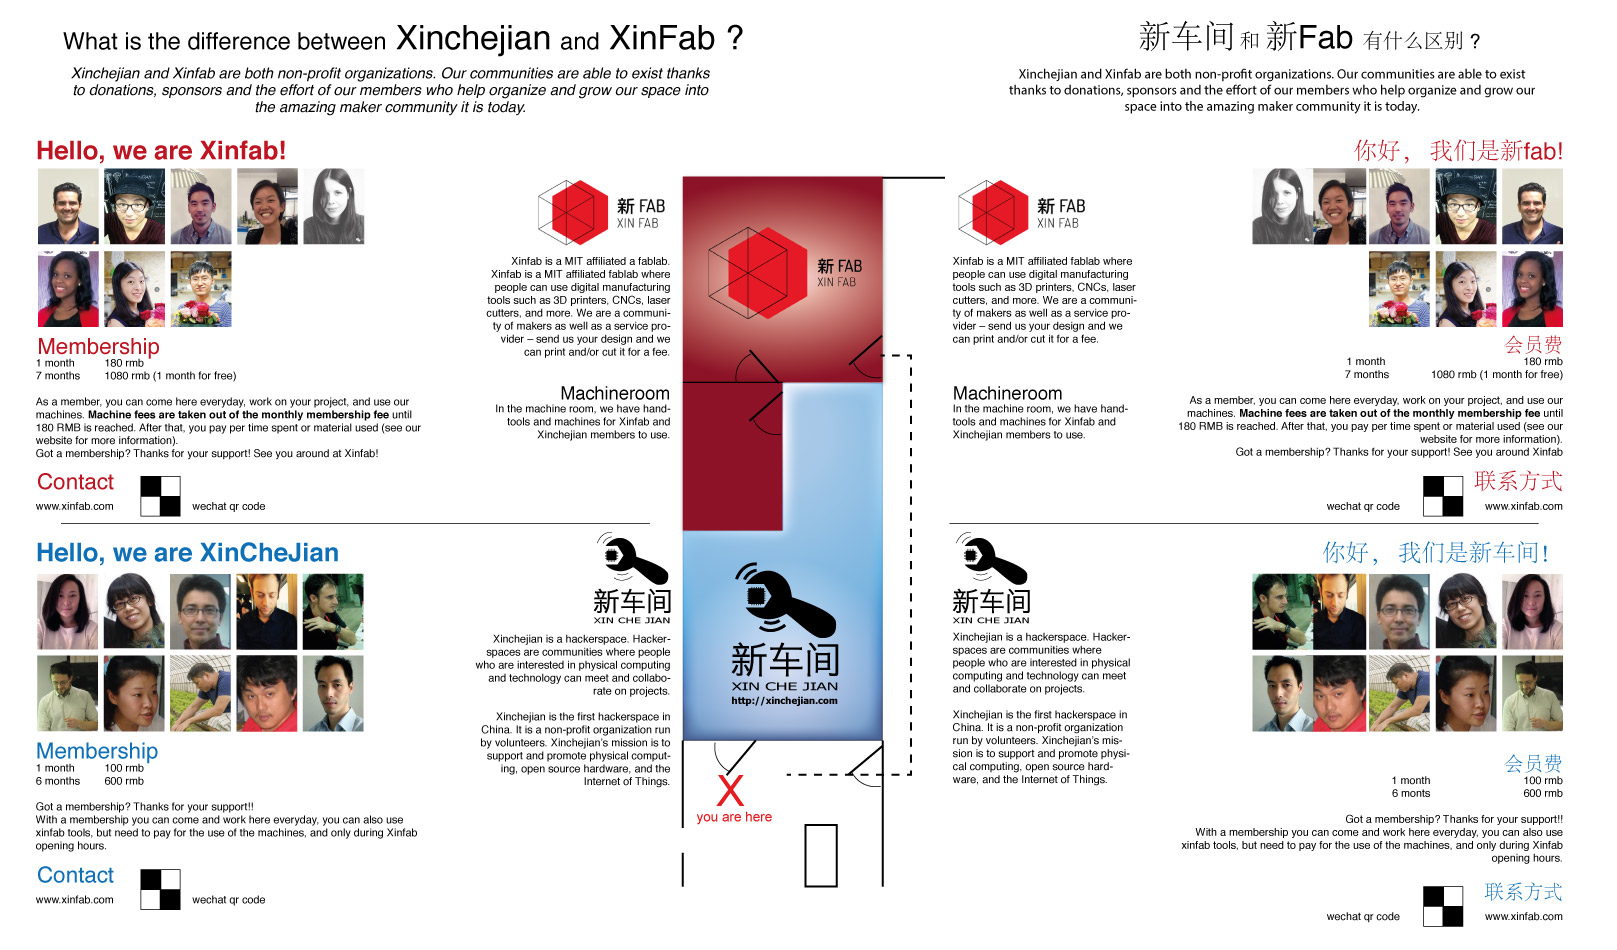 What is the difference between Xinchejian and XinFab ?
Xinchejian and Xinfab are both non-profit organizations. Our communities are able to exist thanks
to donations, sponsors and the effort of our members who help organize and grow our space into
the amazing maker community it is today.
新车间 和 新Fab 有什么区别 ?
Xinchejian and Xinfab are both non-profit organizations. Our communities are able to exist
thanks to donations, sponsors and the effort of our members who help organize and grow our
space into the amazing maker community it is today.
Hello, we are Xinfab!
Membership
1 month 180 rmb
7 months 1080 rmb (1 month for free)
As a member, you can come here everyday, work on your project, and use our
machines. Machine fees are taken out of the monthly membership fee until
180 RMB is reached. After that, you pay per time spent or material used (see our
website for more information).
Got a membership? Thanks for your support! See you around at Xinfab!
Contact
www.xinfab.com
wechat qr code
新 FAB
XIN FAB
Xinfab is a MIT affiliated a fablab.
Xinfab is a MIT affiliated fablab where
people can use digital manufacturing
tools such as 3D printers, CNCs, laser
cutters, and more. We are a communi-
ty of makers as well as a service pro-
vider – send us your design and we
can print and/or cut it for a fee.
Machineroom
In the machine room, we have hand-
tools and machines for Xinfab and
Xinchejian members to use.
新 FAB
XIN FAB
新 FAB
XIN FAB
Xinfab is a MIT affiliated fablab where
people can use digital manufacturing
tools such as 3D printers, CNCs, laser
cutters, and more. We are a communi-
ty of makers as well as a service pro-
vider – send us your design and we
can print and/or cut it for a fee.
Machineroom
In the machine room, we have hand-
tools and machines for Xinfab and
Xinchejian members to use.
你好， 我们是新fab!
会员费
1 month 180 rmb
7 months 1080 rmb (1 month for free)
As a member, you can come here everyday, work on your project, and use our
machines. Machine fees are taken out of the monthly membership fee until
180 RMB is reached. After that, you pay per time spent or material used (see our
website for more information).
Got a membership? Thanks for your support! See you around Xinfab
联系方式
wechat qr code
www.xinfab.com
Hello, we are XinCheJian
Membership
1 month 100 rmb
6 months 600 rmb
Got a membership? Thanks for your support!!
With a membership you can come and work here everyday, you can also use
xinfab tools, but need to pay for the use of the machines, and only during Xinfab
opening hours.
Contact
www.xinfab.com
wechat qr code
新车间
XIN CHE JIAN
Xinchejian is a hackerspace. Hacker-
spaces are communities where people
who are interested in physical computing
and technology can meet and collabo-
rate on projects.
Xinchejian is the first hackerspace in
China. It is a non-profit organization run
by volunteers. Xinchejian's mission is to
support and promote physical comput-
ing, open source hardware, and the
Internet of Things.
新车间
XIN CHE JIAN
http://xinchejian.com
X
you are here
新车间
XIN CHE JIAN
Xinchejian is a hackerspace. Hacker-
spaces are communities where
people who are interested in physical
computing and technology can meet
and collaborate on projects.
Xinchejian is the first hackerspace in
China. It is a non-profit organization
run by volunteers. Xinchejian's mis-
sion is to support and promote physi-
cal computing, open source hard-
ware, and the Internet of Things.
你好， 我们是新车间!
会员费
1 month 100 rmb
6 monts 600 rmb
Got a membership? Thanks for your support!!
With a membership you can come and work here everyday, you can also use
xinfab tools, but need to pay for the use of the machines, and only during Xinfab
opening hours.
联系方式
wechat qr code
www.xinfab.com